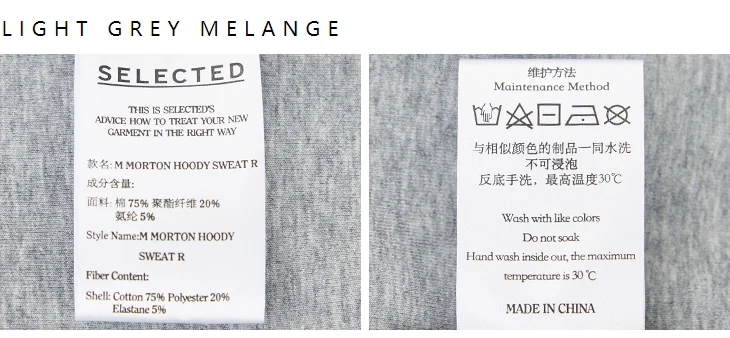 LIGHT GREY MELANGE
SELECTED
THIS IS SELECTED'S
ADVICE HOW TO TREAT YOUR NEW
GARMENT IN THE RIGHT WAY
款名: M MORTON HOODY SWEAT R
成分含量:
面料: 棉 75% 聚酯纤维 20%
氨纶 5%
Style Name:M MORTON HOODY
SWEAT R
Fiber Content:
Shell: Cotton 75% Polyester 20%
Elastane 5%
维护方法
Maintenance Method
与相似颜色的制品一同水洗
不可浸泡
反底手洗，最高温度30℃
Wash with like colors
Do not soak
Hand wash inside out, the maximum
temperature is 30 ℃
MADE IN CHINA